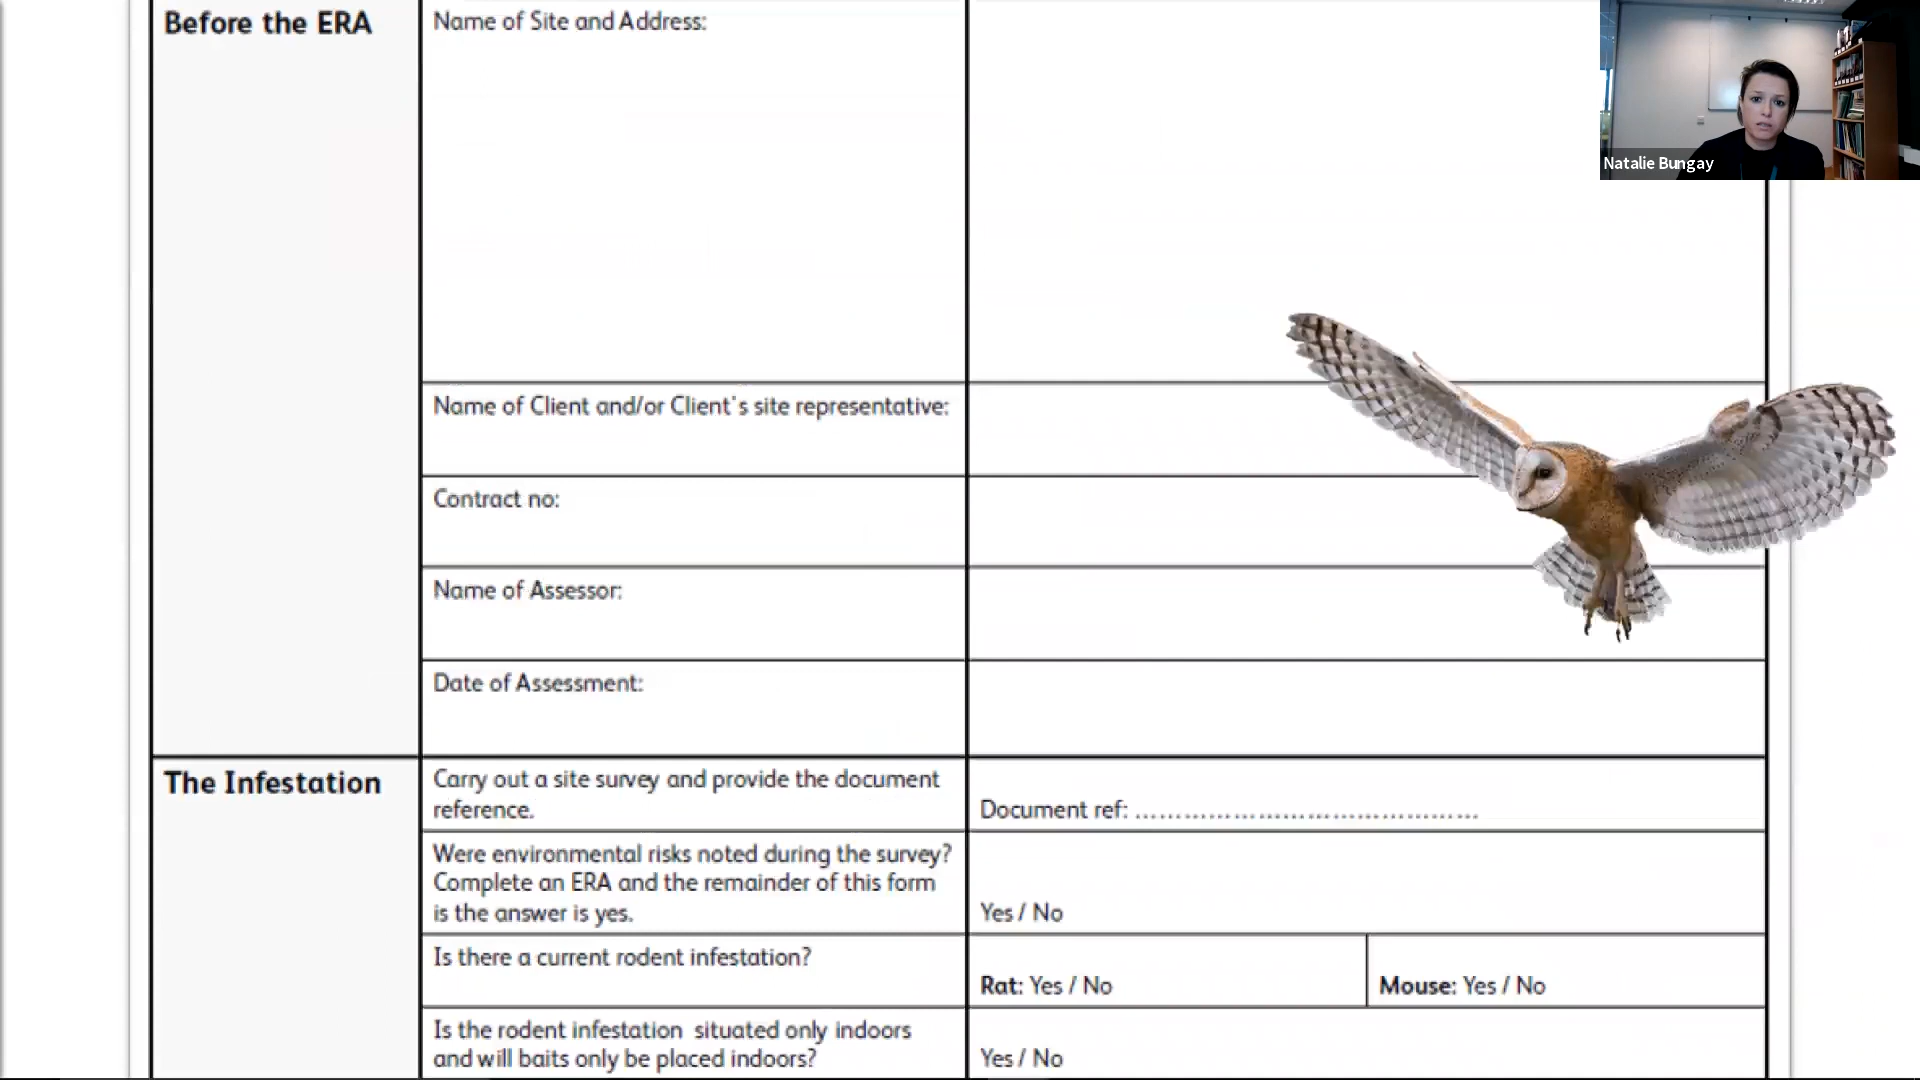 Before the ERA
Name of Site and Address:
Natalie Bungay
Name of Client and/or Client's site representative:
Contract no:
Name of Assessor:
Date of Assessment:
The Infestation
Carry out a site survey and provide the document
reference.
Document ref: ..........................................
Were environmental risks noted during the survey?
Complete an ERA and the remainder of this form
is the answer is yes.
Yes / No
Is there a current rodent infestation?
Rat: Yes / No
Mouse: Yes / No
Is the rodent infestation situated only indoors
and will baits only be placed indoors?
Yes / No